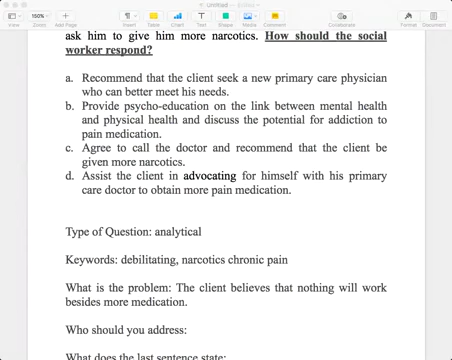 Untitled
150%
View
Zoom
Add Page
Insert
Table
Chart
Text
Shape
Media
Comment
Collaborate
Format
Document
ask him to give him more narcotics. How should the social
worker respond?
a. Recommend that the client seek a new primary care physician
who can better meet his needs.
b. Provide psycho-education on the link between mental health
and physical health and discuss the potential for addiction to
pain medication.
c. Agree to call the doctor and recommend that the client be
given more narcotics.
d. Assist the client in advocating for himself with his primary
care doctor to obtain more pain medication.
Type of Question: analytical
Keywords: debilitating, narcotics chronic pain
What is the problem: The client believes that nothing will work
besides more medication.
Who should you address:
What does the last sentence state: